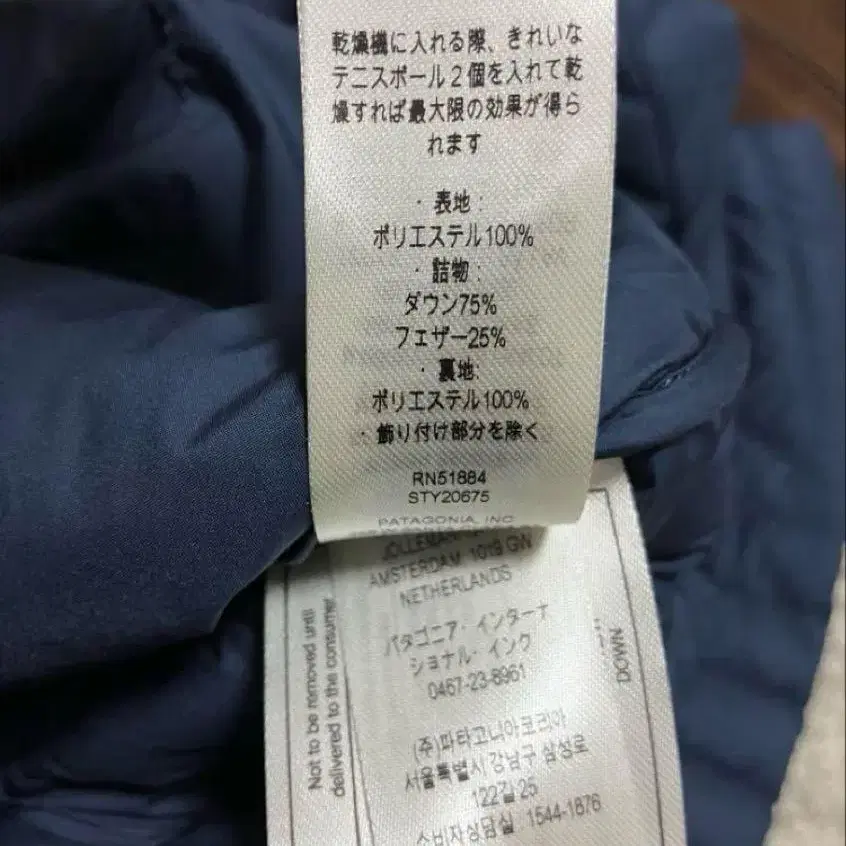 乾燥機に入れる際、きれいな
テニスボール2個を入れて乾
燥すれば最大限の効果が得ら
れます
・表地:
ポリエステル100%
・詰物:
ダウン75%
フェザー25%
・裏地:
ポリエステル100%
・飾り付け部分を除く
RN51884
STY20675
PATAGONIA, INC
AMSTERDAM, 1019 GW
NETHERLANDS
パタゴニア・インターナ
ショナル・インク
0467-23-8961
(주)파타고니아코리아
서울특별시 강남구 삼성로
122길 25
소비자상담실 : 1544-1876
Not to be removed until
delivered to the consumer
DOWN